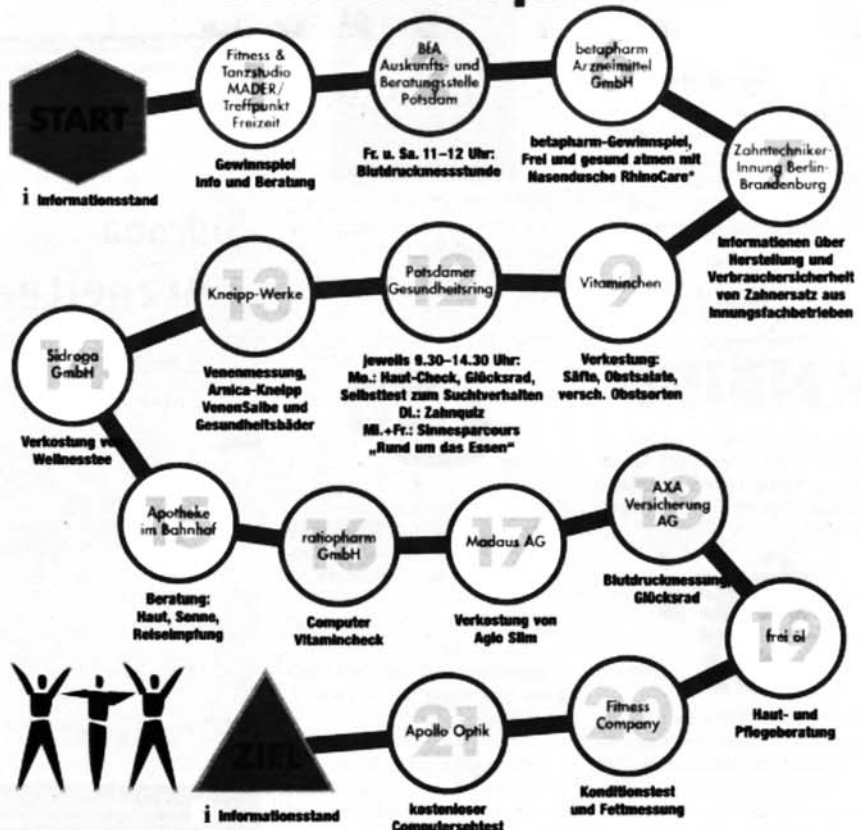 START
i Informationsstand
1
Fitness &
Tanzstudio
MADER/
Treffpunkt
Freizeit
Gewinnspiel
Info und Beratung
BfA
Auskunfts- und
Beratungsstelle
Potsdam
Fr. u. Sa. 11–12 Uhr:
Blutdruckmessstunde
betapharm
Arzneimittel
GmbH
betapharm-Gewinnspiel,
Frei und gesund atmen mit
Nasendusche RhinoCare*
7
Zahntechniker-
Innung Berlin-
Brandenburg
Informationen über
Herstellung und
Verbrauchersicherheit
von Zahnersatz aus
Innungsfachbetrieben
9
Vitaminchen
Verkostung:
Säfte, Obstsalate,
versch. Obstsorten
12
Potsdamer
Gesundheitsring
jeweils 9.30–14.30 Uhr:
Mo.: Haut-Check, Glücksrad,
Selbsttest zum Suchtverhalten
Di.: Zahnquiz
Mi.+Fr.: Sinnesparcours
„Rund um das Essen“
13
Kneipp-Werke
Venenmessung,
Arnica-Kneipp
VenenSalbe und
Gesundheitsbäder
14
Sidroga
GmbH
Verkostung von
Wellnesstee
15
Apotheke
im Bahnhof
Beratung:
Haut, Sonne,
Reiseimpfung
16
ratiopharm
GmbH
Computer
Vitamincheck
17
Madaus AG
Verkostung von
Agio Slim
18
AXA
Versicherung
AG
Blutdruckmessung,
Glücksrad
19
frei öl
Haut- und
Pflegeberatung
20
Fitness
Company
Konditionstest
und Fettmessung
21
Apollo Optik
kostenloser
Computersehtest
ZIEL
i Informationsstand